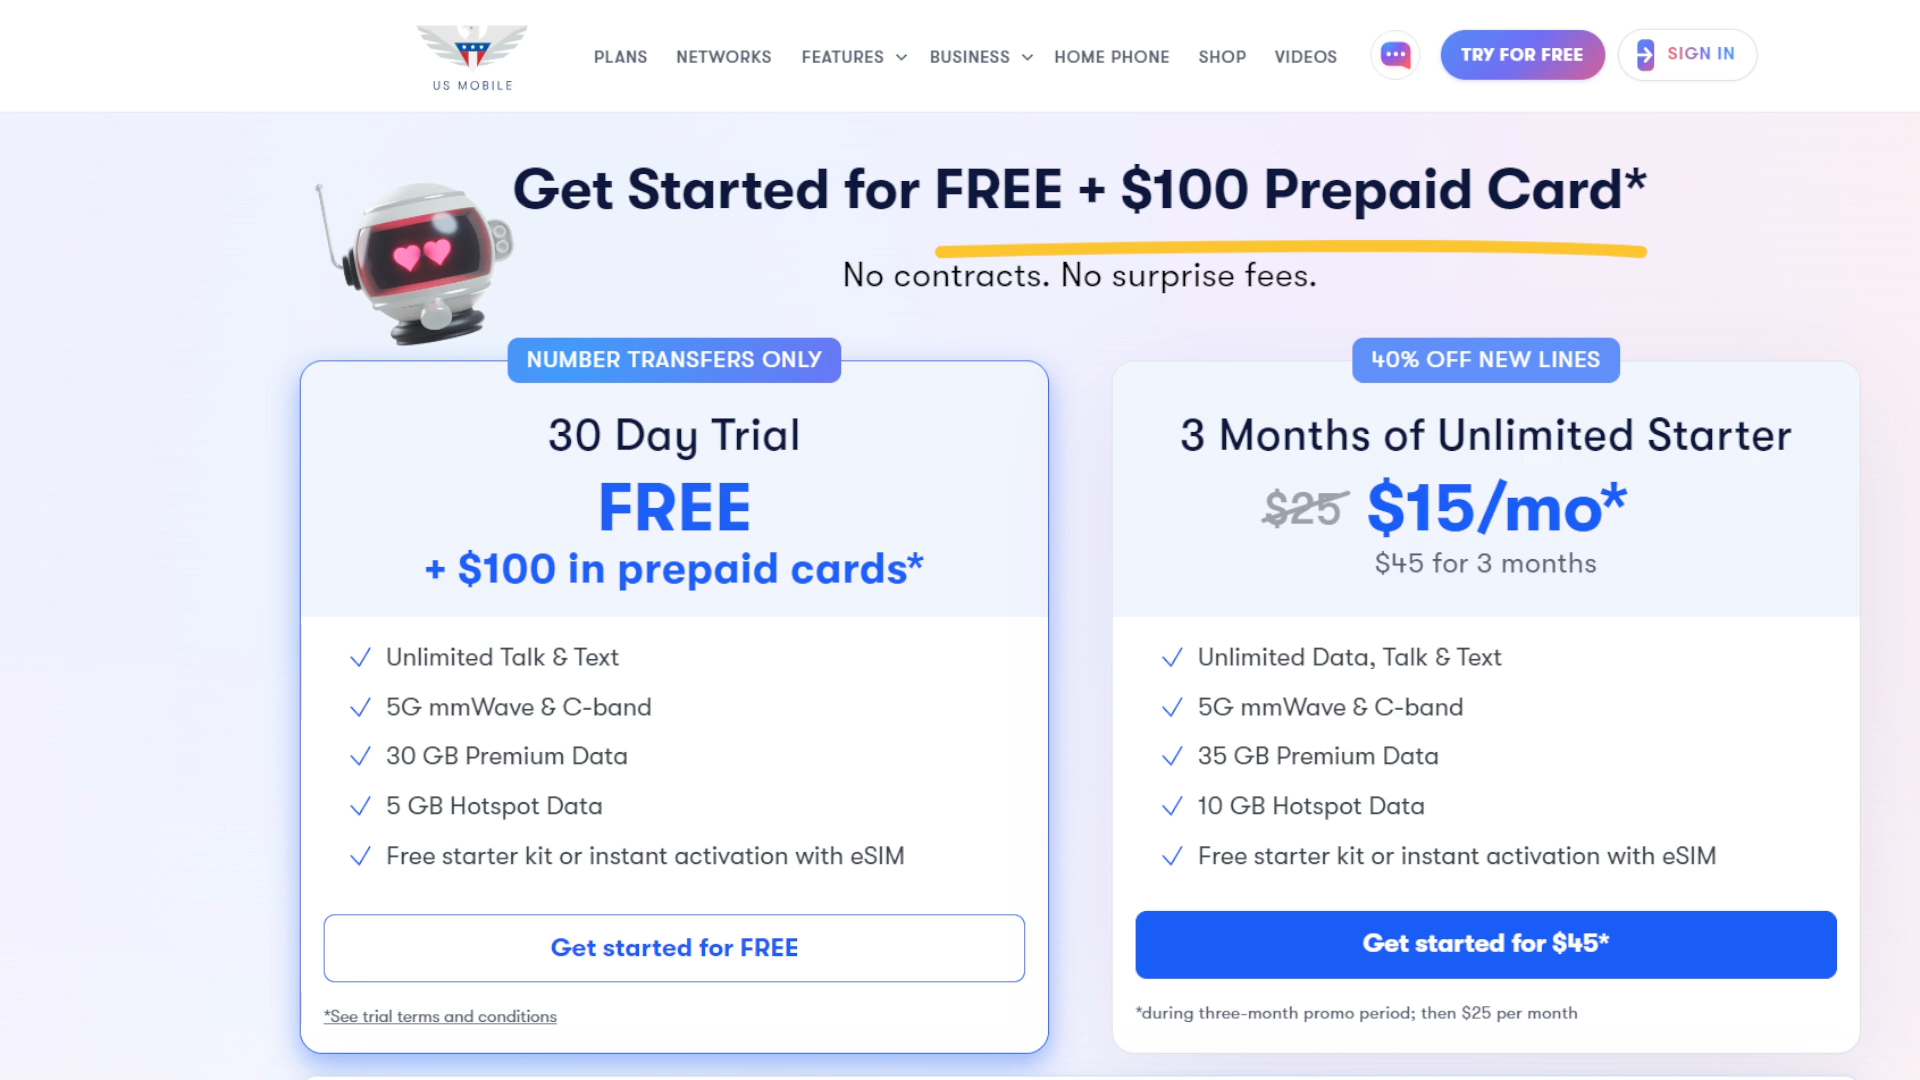 US MOBILE
PLANS NETWORKS FEATURES BUSINESS HOME PHONE SHOP VIDEOS TRY FOR FREE SIGN IN
Get Started for FREE + $100 Prepaid Card*
No contracts. No surprise fees.
NUMBER TRANSFERS ONLY
30 Day Trial
FREE
+ $100 in prepaid cards*
Unlimited Talk & Text
5G mmWave & C-band
30 GB Premium Data
5 GB Hotspot Data
Free starter kit or instant activation with eSIM
Get started for FREE
*See trial terms and conditions
40% OFF NEW LINES
3 Months of Unlimited Starter
$25 $15/mo*
$45 for 3 months
Unlimited Data, Talk & Text
5G mmWave & C-band
35 GB Premium Data
10 GB Hotspot Data
Free starter kit or instant activation with eSIM
Get started for $45*
*during three-month promo period; then $25 per month